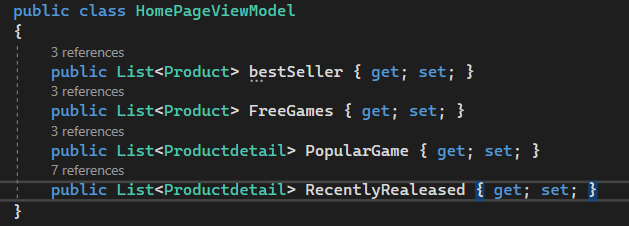 public class HomePageViewModel
{
3 references
public List<Product> bestSeller { get; set; }
3 references
public List<Product> FreeGames { get; set; }
3 references
public List<Productdetail> PopularGame { get; set; }
7 references
public List<Productdetail> RecentlyRealeased { get; set; }
}